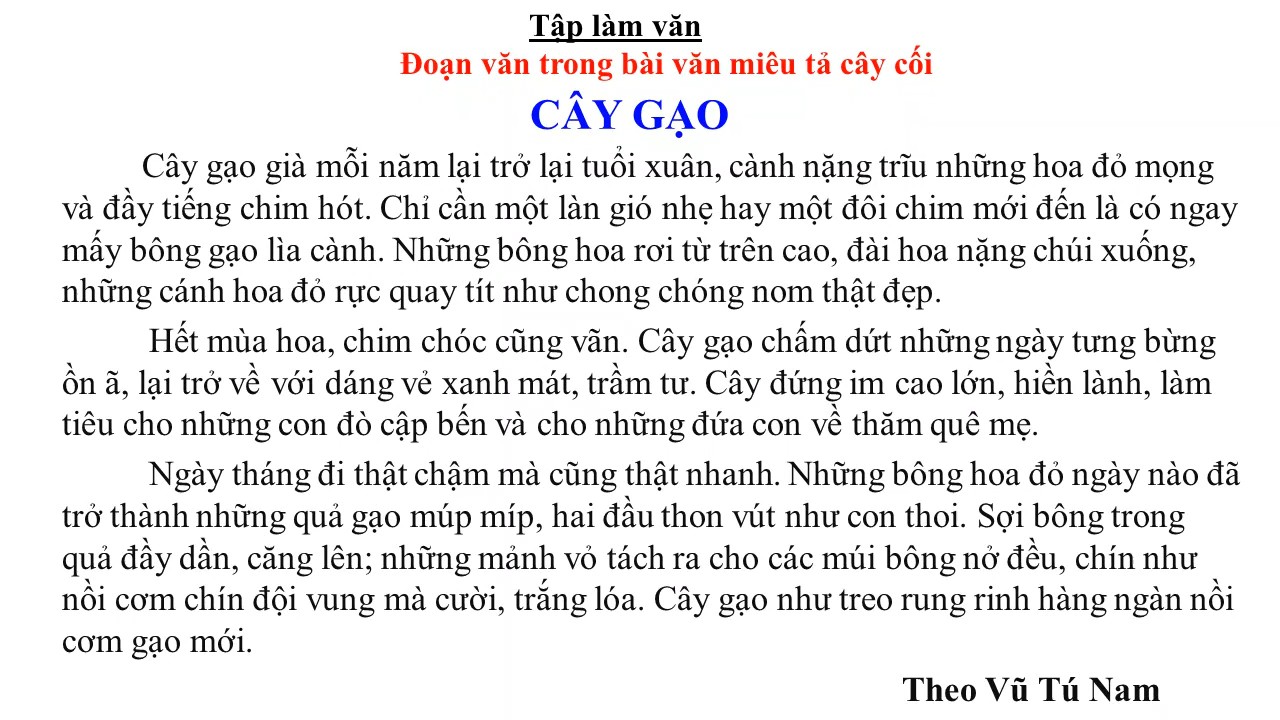 Tập làm văn
Đoạn văn trong bài văn miêu tả cây cối
CÂY GẠO
Cây gạo già mỗi năm lại trở lại tuổi xuân, cành nặng trĩu những hoa đỏ mọng
và đầy tiếng chim hót. Chỉ cần một làn gió nhẹ hay một đôi chim mới đến là có ngay
mấy bông gạo lìa cành. Những bông hoa rơi từ trên cao, đài hoa nặng chúi xuống,
những cánh hoa đỏ rực quay tít như chong chóng nom thật đẹp.
Hết mùa hoa, chim chóc cũng vãn. Cây gạo chấm dứt những ngày tưng bừng
ồn ã, lại trở về với dáng vẻ xanh mát, trầm tư. Cây đứng im cao lớn, hiền lành, làm
tiêu cho những con đò cập bến và cho những đứa con về thăm quê mẹ.
Ngày tháng đi thật chậm mà cũng thật nhanh. Những bông hoa đỏ ngày nào đã
trở thành những quả gạo múp míp, hai đầu thon vút như con thoi. Sợi bông trong
quả đầy dần, căng lên; những mảnh vỏ tách ra cho các múi bông nở đều, chín như
nồi cơm chín đội vung mà cười, trắng lóa. Cây gạo như treo rung rinh hàng ngàn nồi
cơm gạo mới.
Theo Vũ Tú Nam